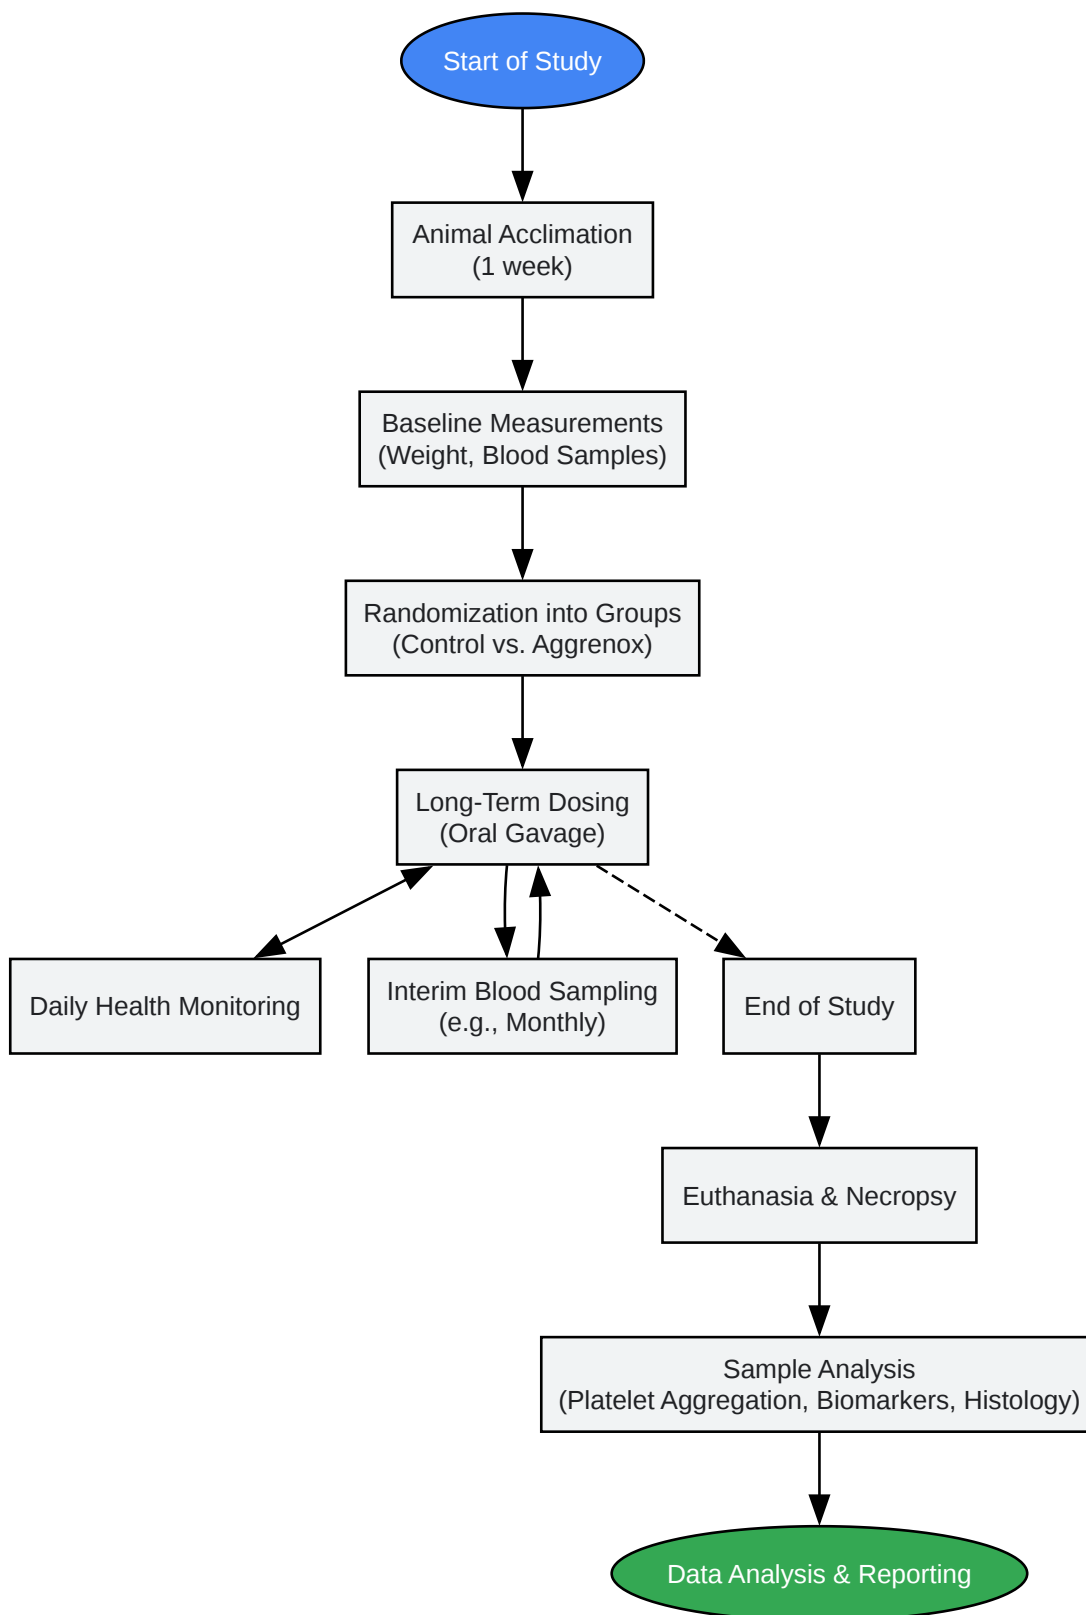 Start of Study
Animal Acclimation
(1 week)
Baseline Measurements
(Weight, Blood Samples)
Randomization into Groups
(Control vs. Aggrenox)
Long-Term Dosing
(Oral Gavage)
Daily Health Monitoring
Interim Blood Sampling
(e.g., Monthly)
End of Study
Euthanasia & Necropsy
Sample Analysis
(Platelet Aggregation, Biomarkers, Histology)
Data Analysis & Reporting